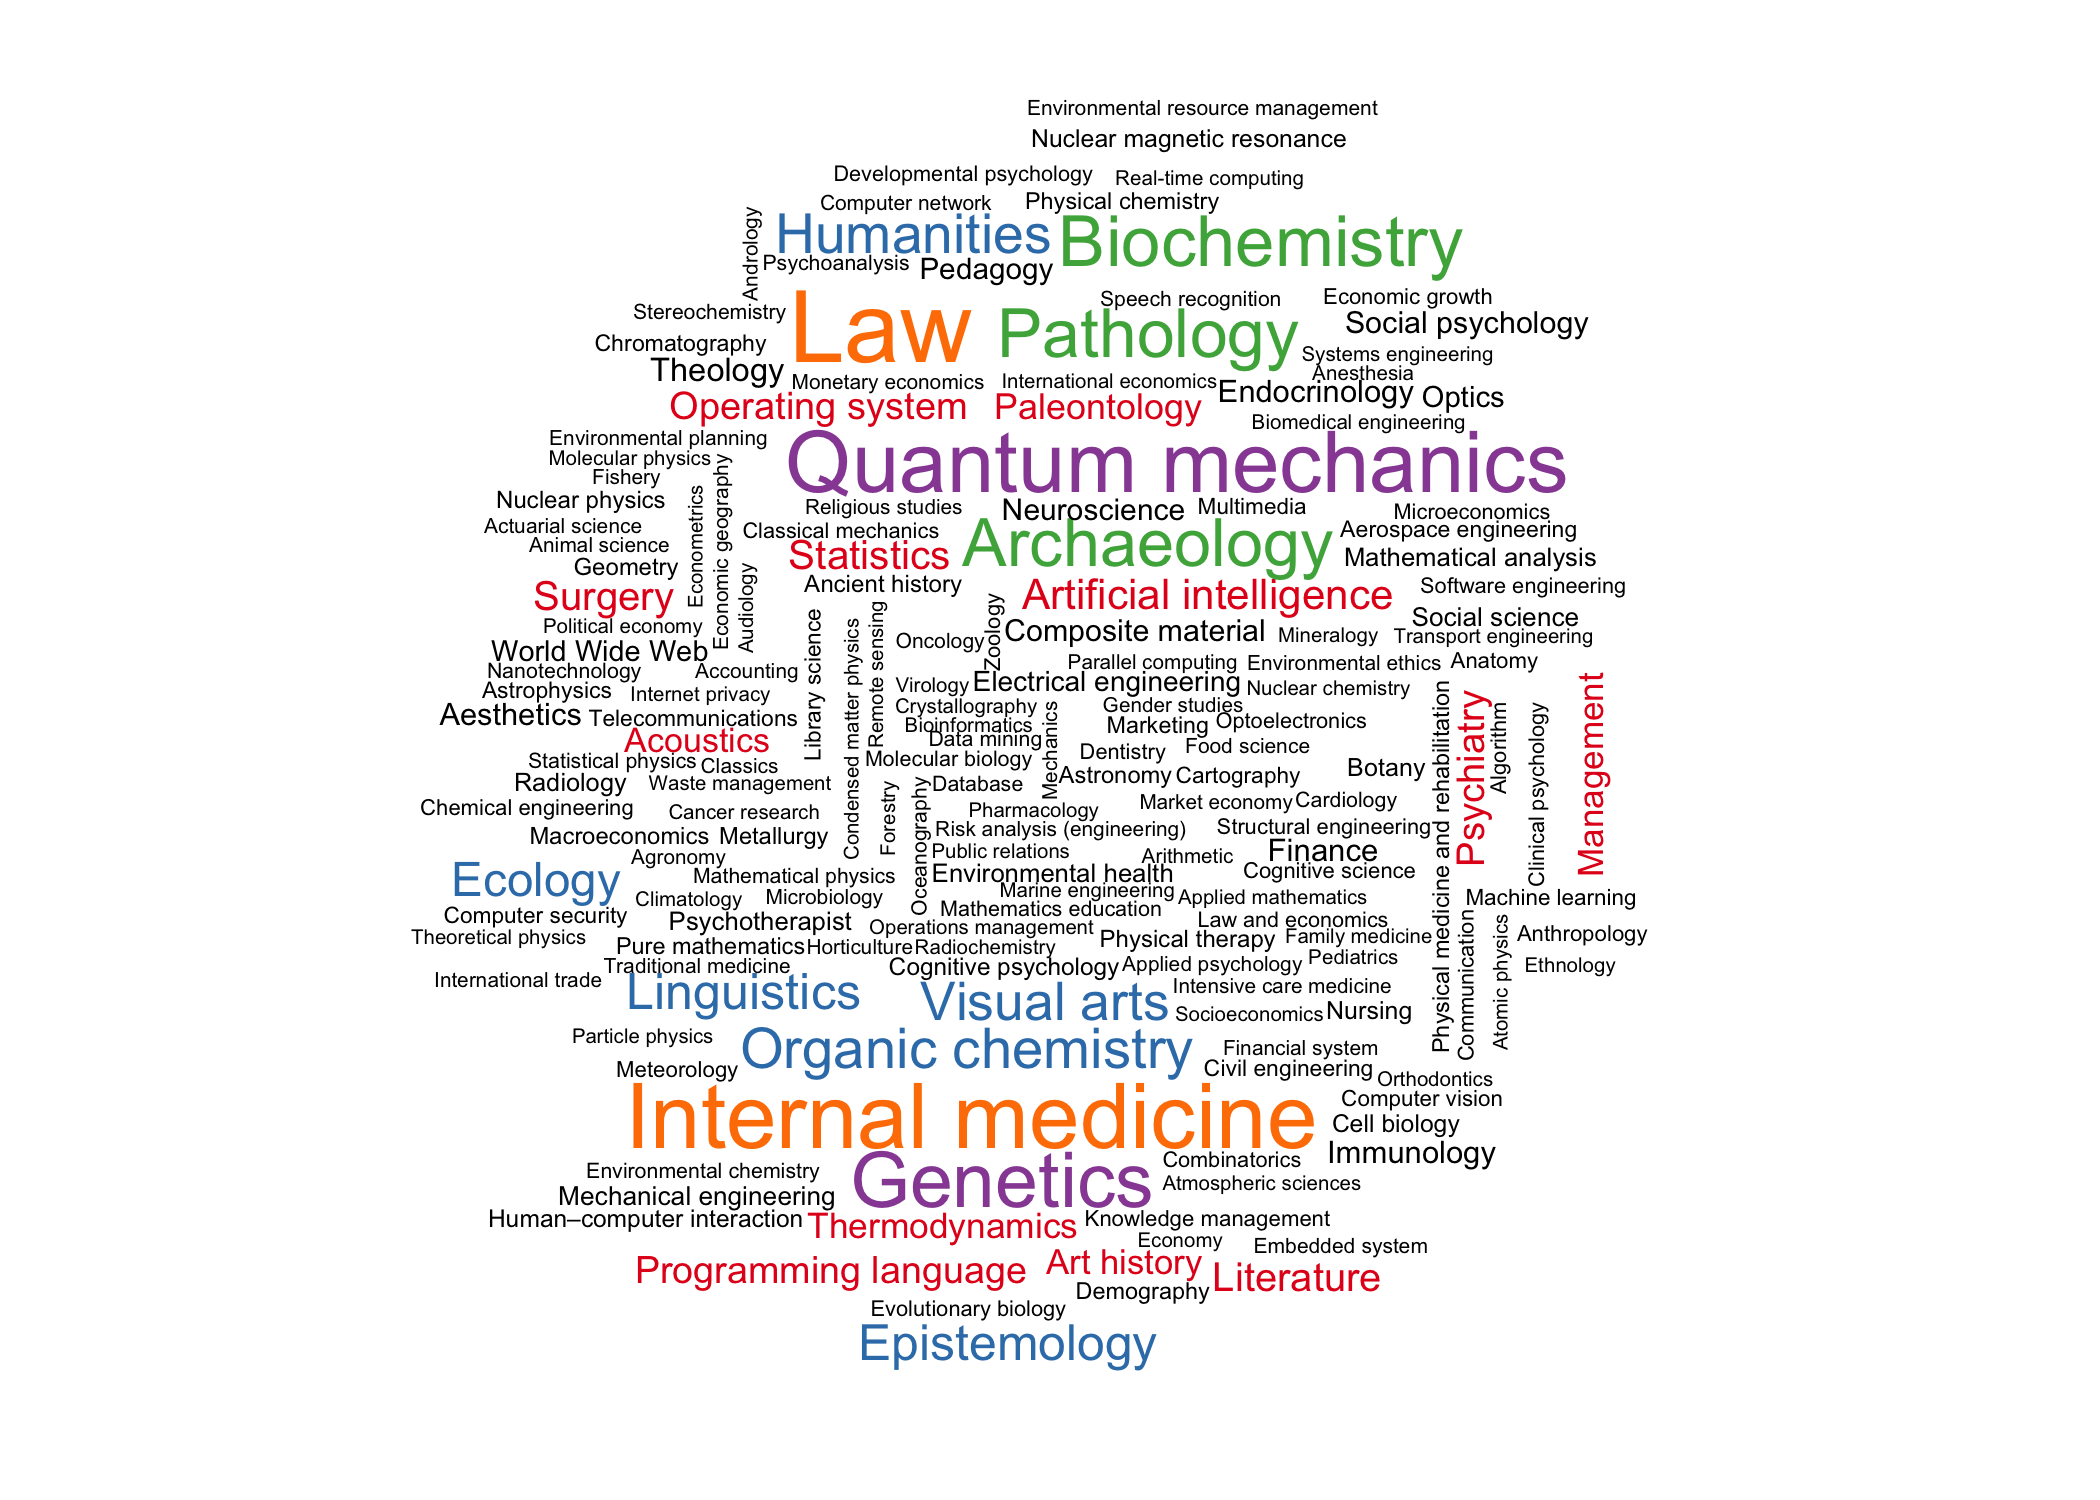 Environmental resource management
Nuclear magnetic resonance
Developmental psychology
Real-time computing
Computer network
Physical chemistry
Andrology
Humanities
Biochemistry
Psychoanalysis
Pedagogy
Law
Speech recognition
Economic growth
Stereochemistry
Pathology
Social psychology
Chromatography
Systems engineering
Theology
Anesthesia
Monetary economics
International economics
Endocrinology
Optics
Operating system
Paleontology
Biomedical engineering
Environmental planning
Molecular physics
Quantum mechanics
Fishery
Nuclear physics
Econometrics
Economic geography
Religious studies
Neuroscience
Multimedia
Microeconomics
Actuarial science
Classical mechanics
Aerospace engineering
Animal science
Statistics
Archaeology
Mathematical analysis
Geometry
Audiology
Ancient history
Software engineering
Surgery
Artificial intelligence
Social science
Political economy
Library science
Condensed matter physics
Remote sensing
Oncology
Zoology
Composite material
Mineralogy
Transport engineering
World Wide Web
Parallel computing
Environmental ethics
Anatomy
Nanotechnology
Accounting
Virology
Electrical engineering
Nuclear chemistry
Astrophysics
Internet privacy
Crystallography
Gender studies
Aesthetics
Telecommunications
Bioinformatics
Mechanics
Marketing
Optoelectronics
Physical medicine and rehabilitation
Psychiatry
Algorithm
Clinical psychology
Management
Acoustics
Data mining
Dentistry
Food science
Statistical physics
Classics
Molecular biology
Astronomy
Cartography
Botany
Radiology
Waste management
Forestry
Oceanography
Database
Chemical engineering
Cancer research
Pharmacology
Market economy
Cardiology
Macroeconomics
Metallurgy
Risk analysis (engineering)
Structural engineering
Agronomy
Public relations
Arithmetic
Finance
Ecology
Mathematical physics
Environmental health
Cognitive science
Climatology
Microbiology
Marine engineering
Applied mathematics
Machine learning
Computer security
Psychotherapist
Mathematics education
Law and economics
Communication
Atomic physics
Theoretical physics
Operations management
Physical therapy
Family medicine
Anthropology
Pure mathematics
Horticulture
Radiochemistry
Pediatrics
Ethnology
Traditional medicine
Cognitive psychology
Applied psychology
International trade
Linguistics
Visual arts
Intensive care medicine
Socioeconomics
Nursing
Particle physics
Organic chemistry
Financial system
Meteorology
Civil engineering
Orthodontics
Internal medicine
Computer vision
Cell biology
Immunology
Environmental chemistry
Genetics
Combinatorics
Mechanical engineering
Atmospheric sciences
Human–computer interaction
Thermodynamics
Knowledge management
Economy
Embedded system
Programming language
Art history
Literature
Demography
Evolutionary biology
Epistemology